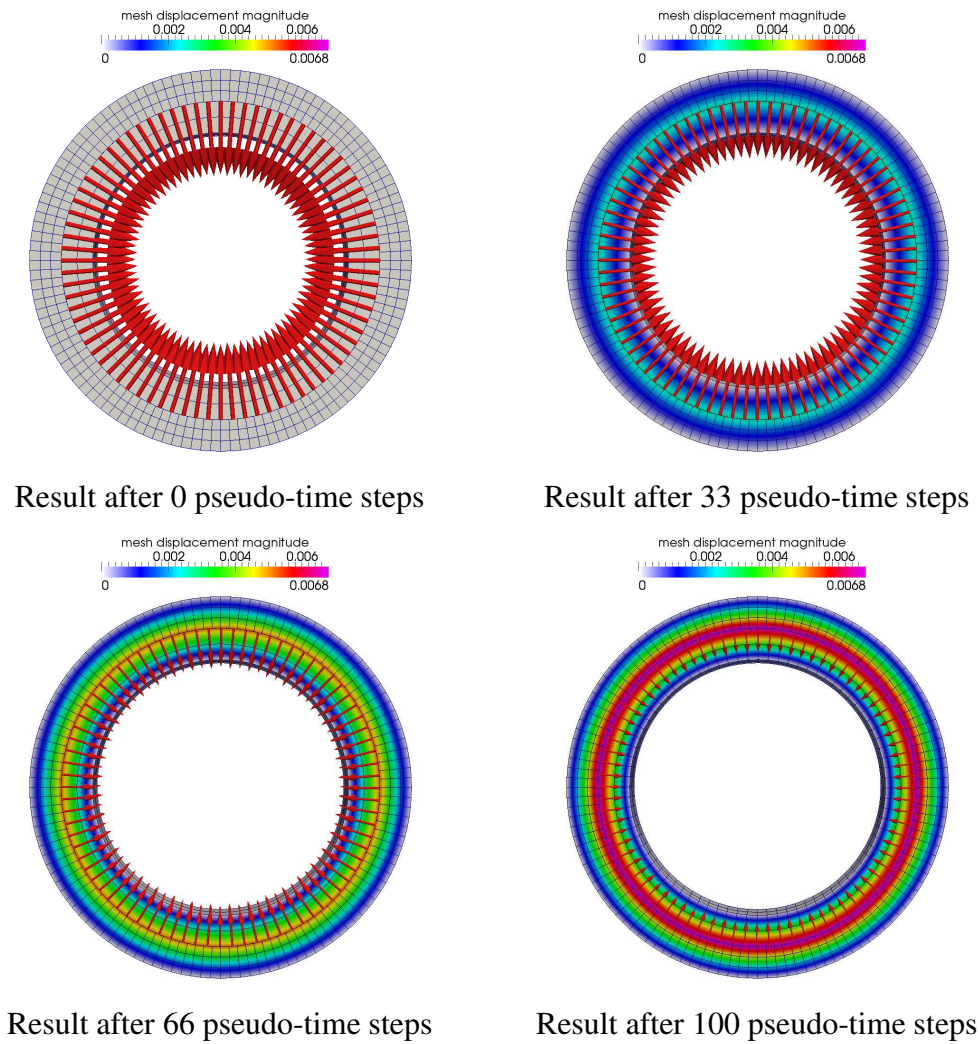 mesh displacement magnitude
0.002 0.004 0.006
0 0.0068
mesh displacement magnitude
0.002 0.004 0.006
0 0.0068
Result after 0 pseudo-time steps
Result after 33 pseudo-time steps
mesh displacement magnitude
0.002 0.004 0.006
0 0.0068
mesh displacement magnitude
0.002 0.004 0.006
0 0.0068
Result after 66 pseudo-time steps
Result after 100 pseudo-time steps